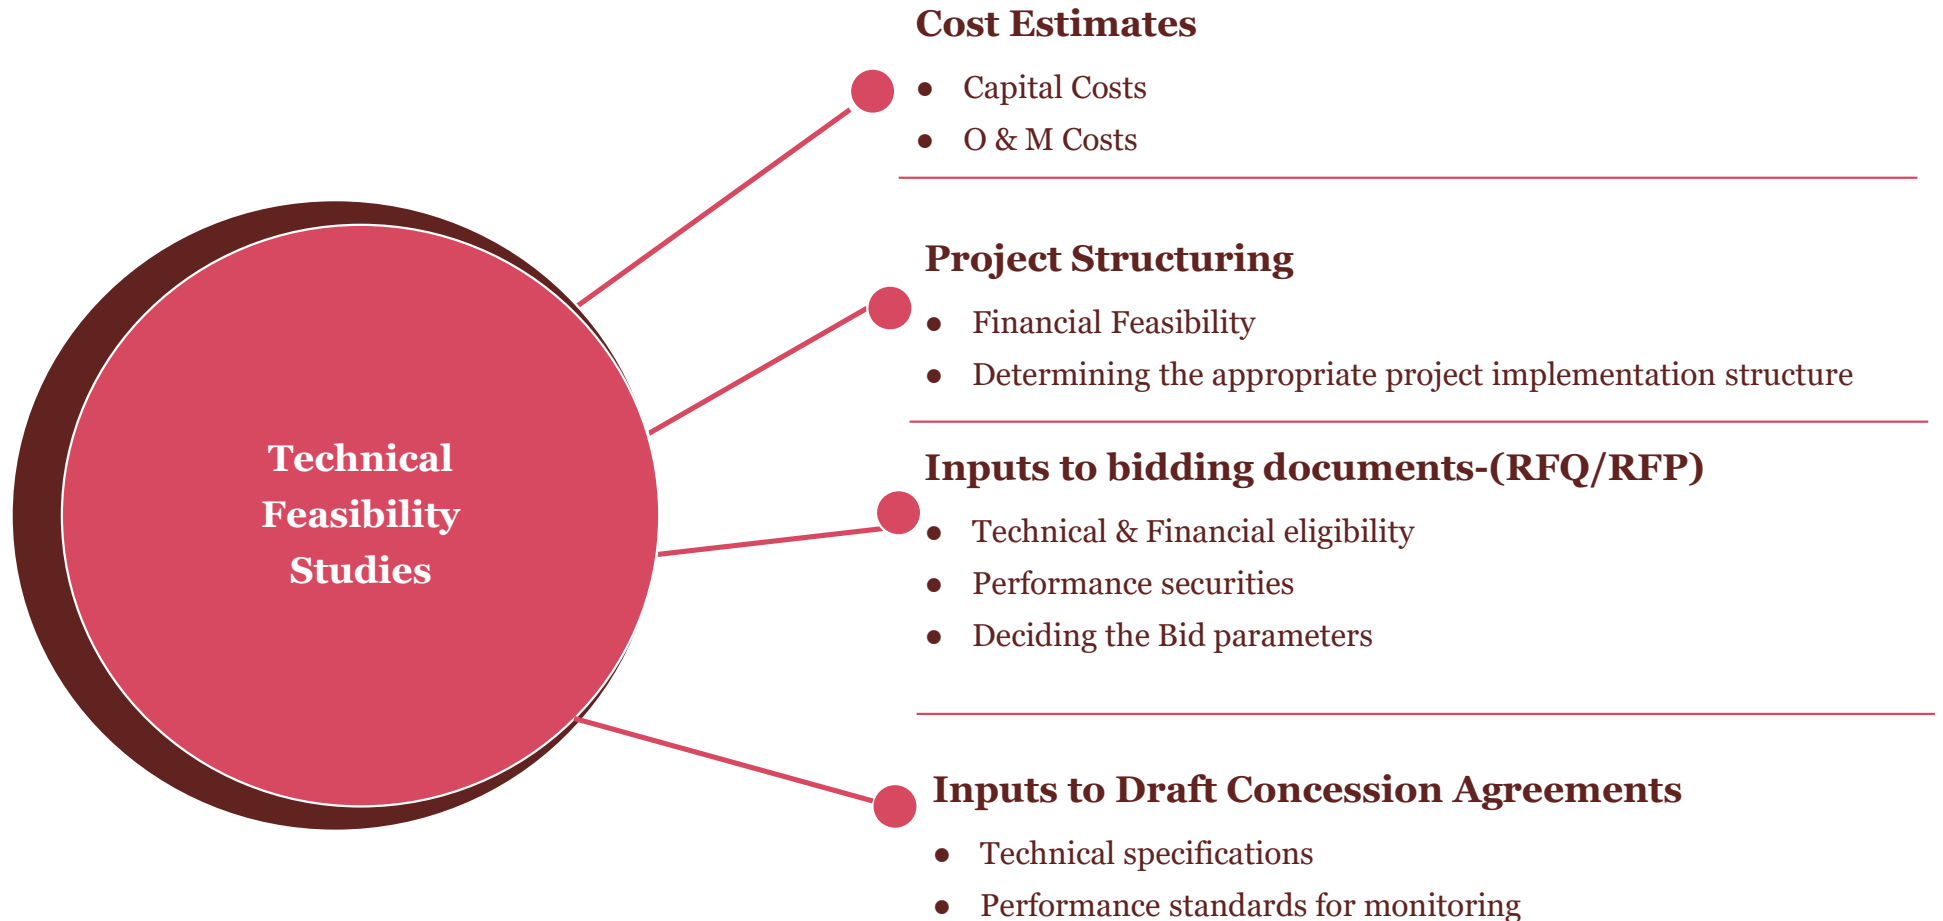 Technical
Feasibility
Studies
Cost Estimates
● Capital Costs
● O & M Costs
Project Structuring
● Financial Feasibility
● Determining the appropriate project implementation structure
Inputs to bidding documents-(RFQ/RFP)
● Technical & Financial eligibility
● Performance securities
● Deciding the Bid parameters
Inputs to Draft Concession Agreements
● Technical specifications
● Performance standards for monitoring